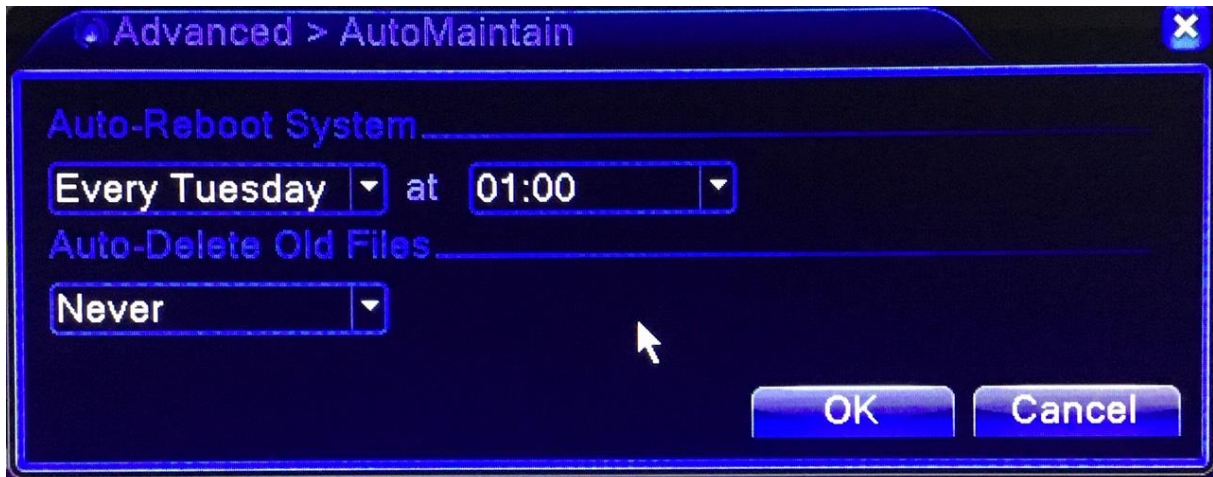 Advanced > AutoMaintain
Auto-Reboot System
Every Tuesday at 01:00
Auto-Delete Old Files
Never
OK Cancel